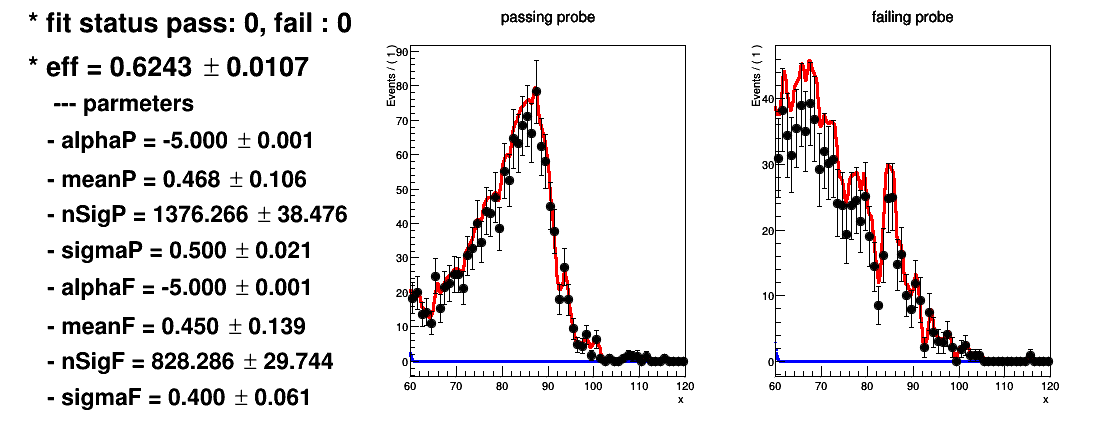 * fit status pass: 0, fail : 0
* eff = 0.6243 ± 0.0107
--- parmeters
- alphaP = -5.000 ± 0.001
- meanP = 0.468 ± 0.106
- nSigP = 1376.266 ± 38.476
- sigmaP = 0.500 ± 0.021
- alphaF = -5.000 ± 0.001
- meanF = 0.450 ± 0.139
- nSigF = 828.286 ± 29.744
- sigmaF = 0.400 ± 0.061
passing probe
Events / ( 1 )
90
80
70
60
50
40
30
20
10
0
60 70 80 90 100 110 120
x
failing probe
Events / ( 1 )
40
30
20
10
0
60 70 80 90 100 110 120
x